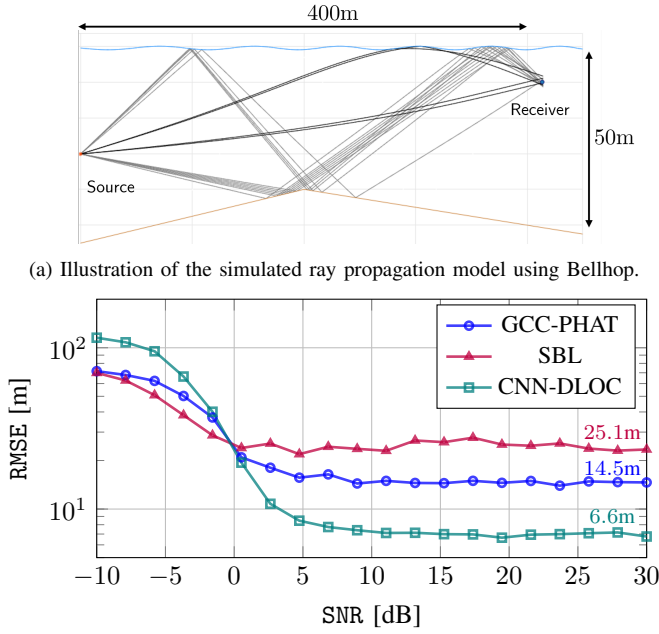 400m
Receiver
50m
Source
(a) Illustration of the simulated ray propagation model using Bellhop.
GCC-PHAT
SBL
CNN-DLOC
10²
10¹
RMSE [m]
25.1m
14.5m
6.6m
−10 −5 0 5 10 15 20 25 30
SNR [dB]